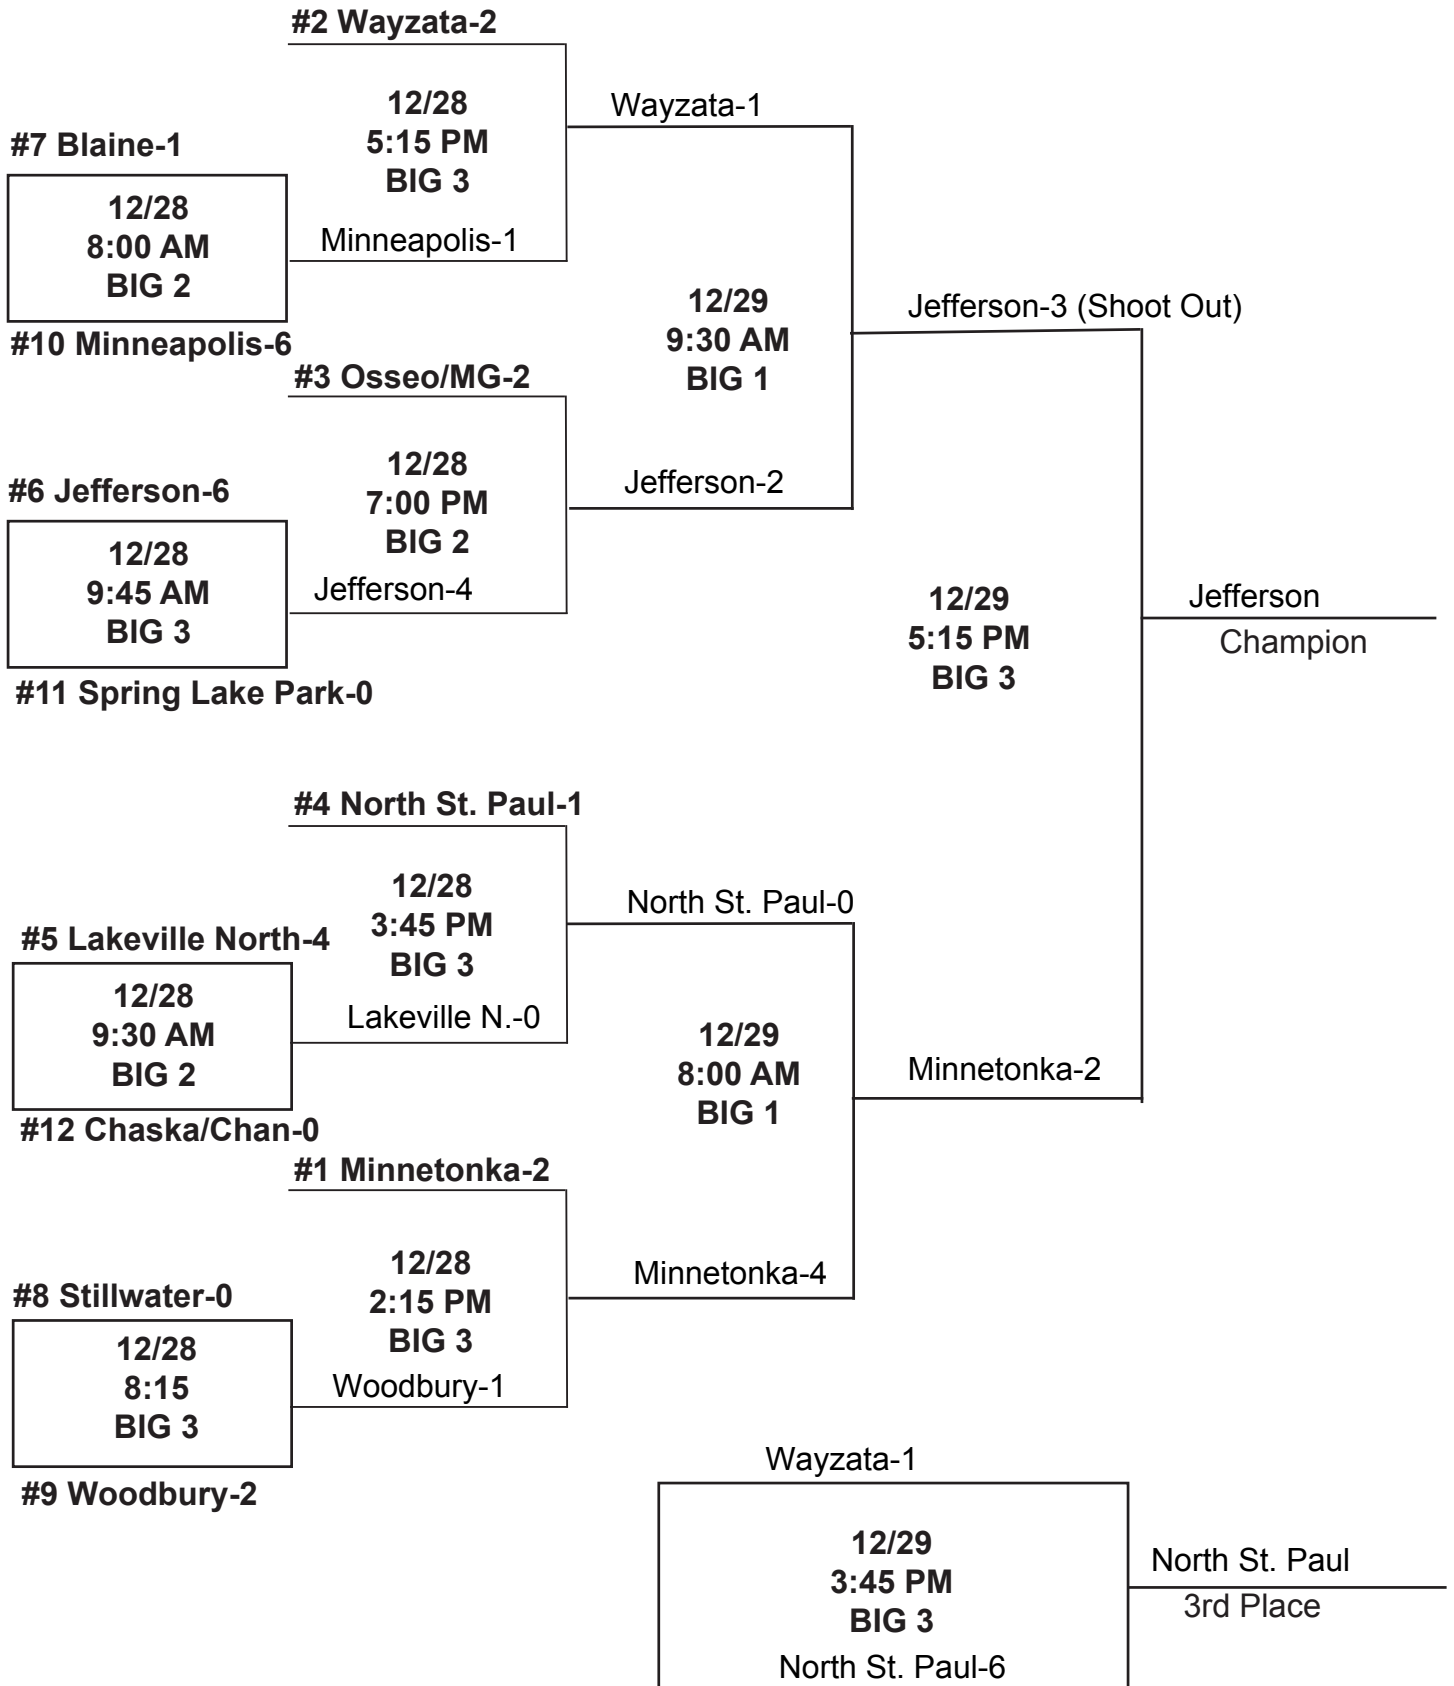 #2 Wayzata-2
12/28
5:15 PM
BIG 3
Wayzata-1
#7 Blaine-1
12/28
8:00 AM
BIG 2
Minneapolis-1
#10 Minneapolis-6
12/29
9:30 AM
BIG 1
Jefferson-3 (Shoot Out)
#3 Osseo/MG-2
12/28
7:00 PM
BIG 2
Jefferson-2
#6 Jefferson-6
12/28
9:45 AM
BIG 3
Jefferson-4
#11 Spring Lake Park-0
12/29
5:15 PM
BIG 3
Jefferson
Champion
#4 North St. Paul-1
12/28
3:45 PM
BIG 3
North St. Paul-0
#5 Lakeville North-4
12/28
9:30 AM
BIG 2
Lakeville N.-0
#12 Chaska/Chan-0
12/29
8:00 AM
BIG 1
Minnetonka-2
#1 Minnetonka-2
12/28
2:15 PM
BIG 3
Minnetonka-4
#8 Stillwater-0
12/28
8:15
BIG 3
Woodbury-1
#9 Woodbury-2
Wayzata-1
12/29
3:45 PM
BIG 3
North St. Paul-6
North St. Paul
3rd Place